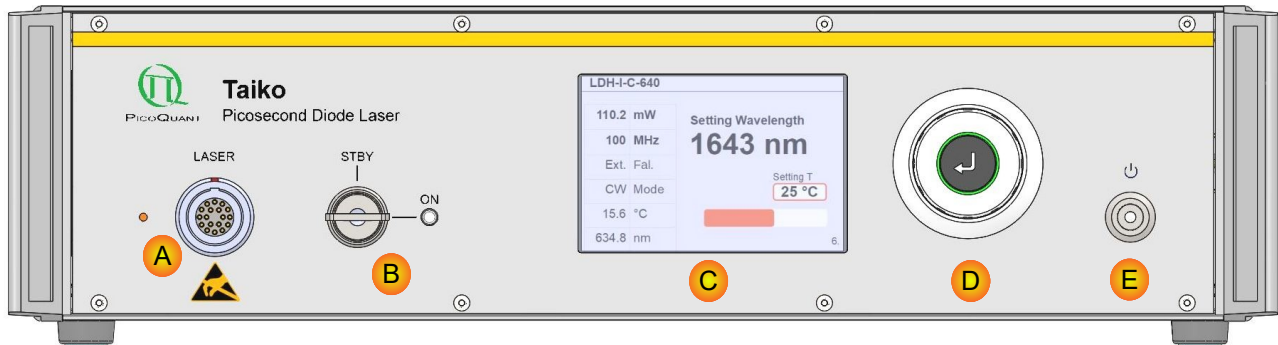 LDH-I-C-640
110.2 mW
100 MHz
Ext. Fal.
CW Mode
15.6 °C
634.8 nm
Setting Wavelength
1643 nm
Setting T
25 °C
6.
PICOQUANT
Taiko
Picosecond Diode Laser
LASER
STBY
ON
A
B
C
D
E